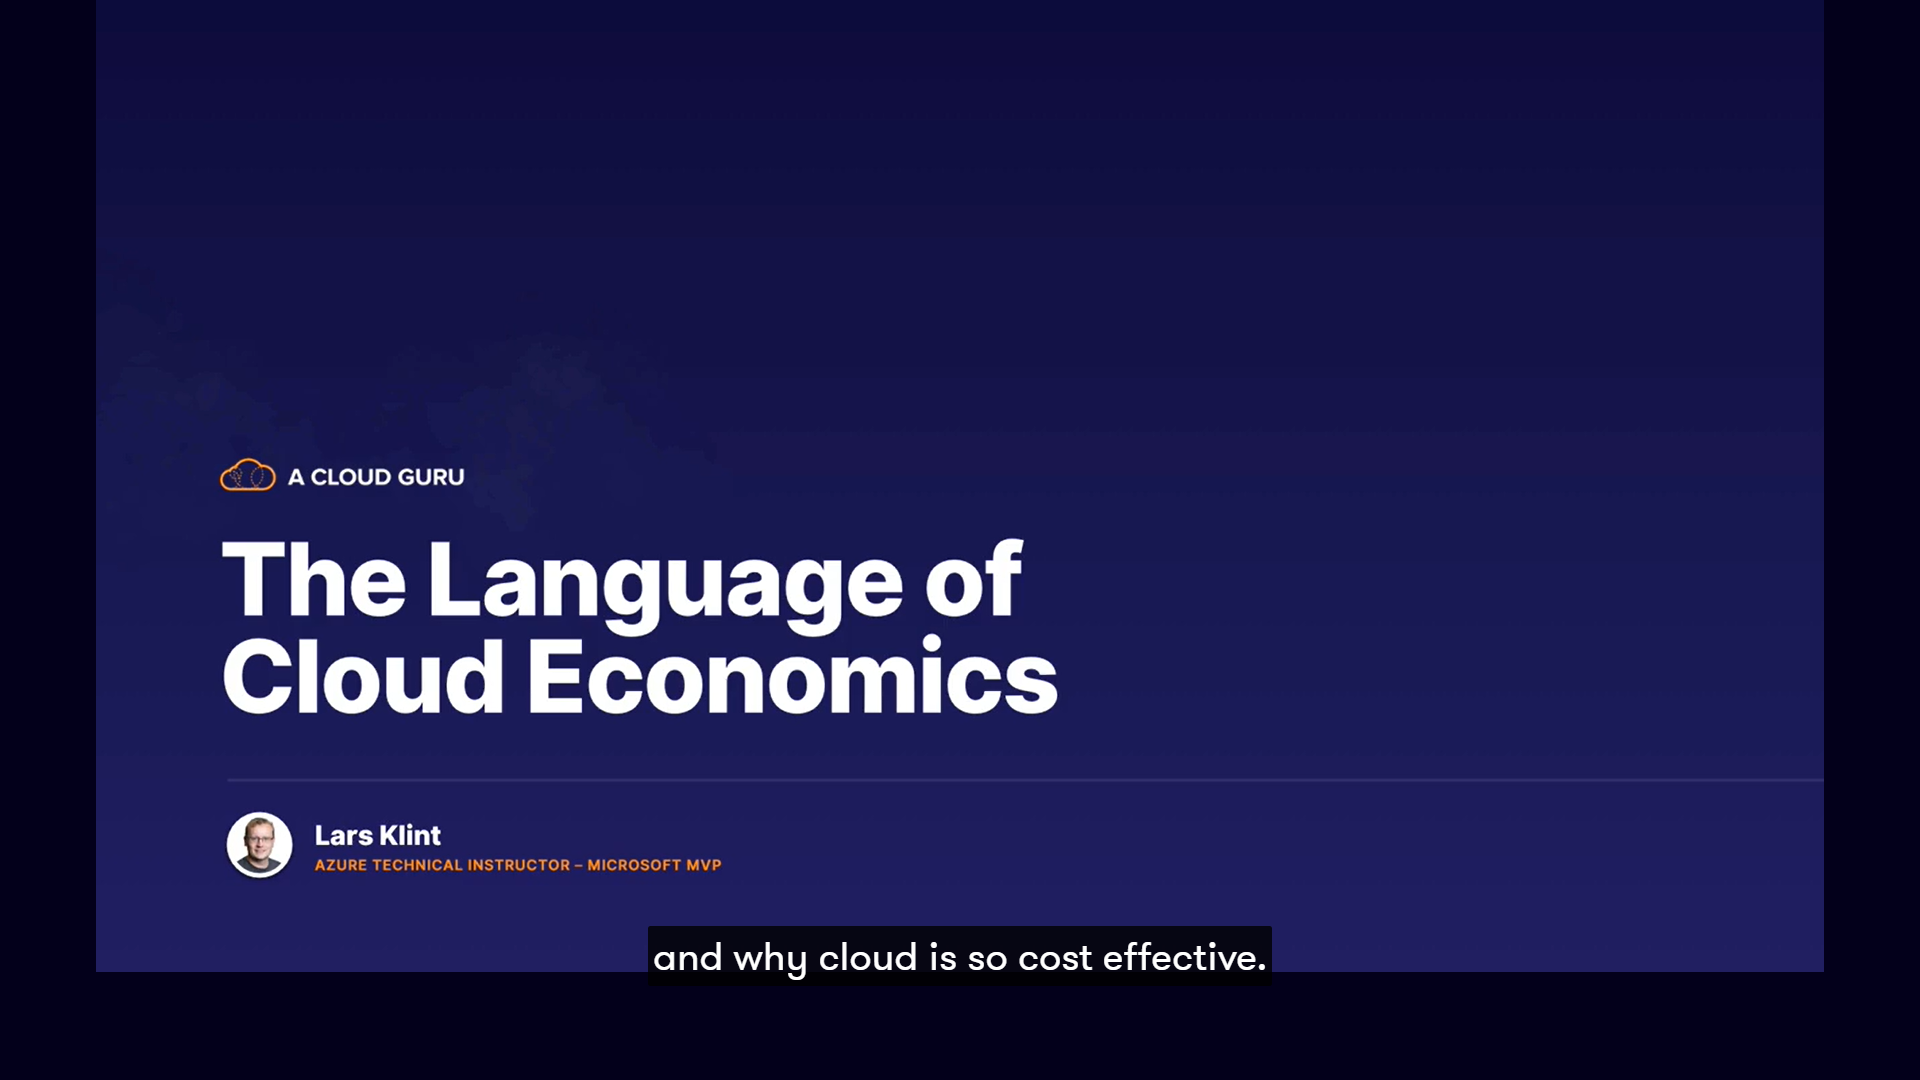 A CLOUD GURU
The Language of
Cloud Economics
Lars Klint
AZURE TECHNICAL INSTRUCTOR – MICROSOFT MVP
and why cloud is so cost effective.